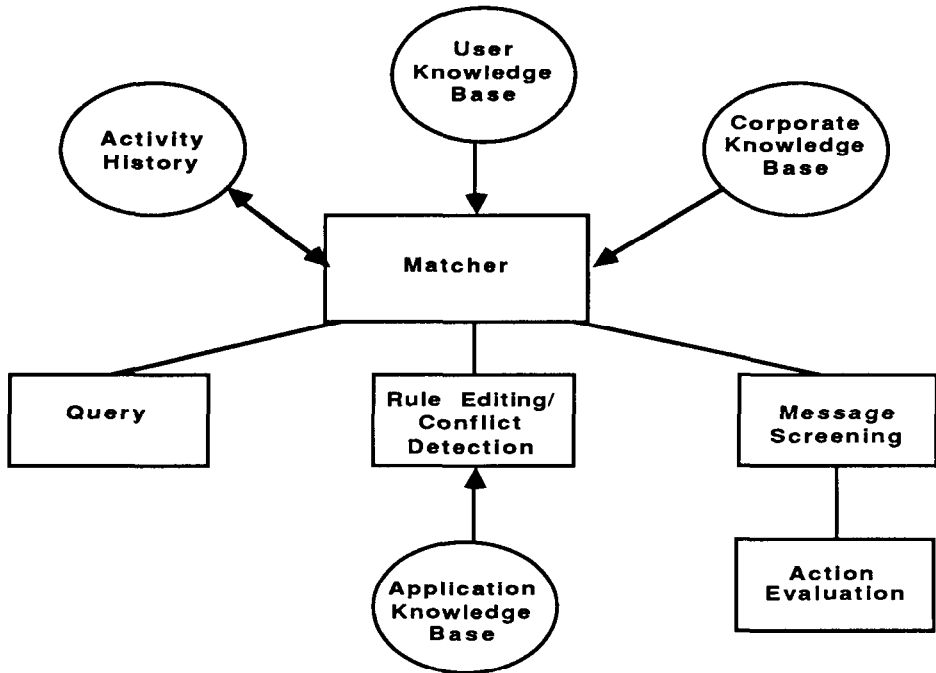 User
Knowledge
Base
Activity
History
Corporate
Knowledge
Base
Matcher
Query
Rule Editing/
Conflict
Detection
Message
Screening
Application
Knowledge
Base
Action
Evaluation